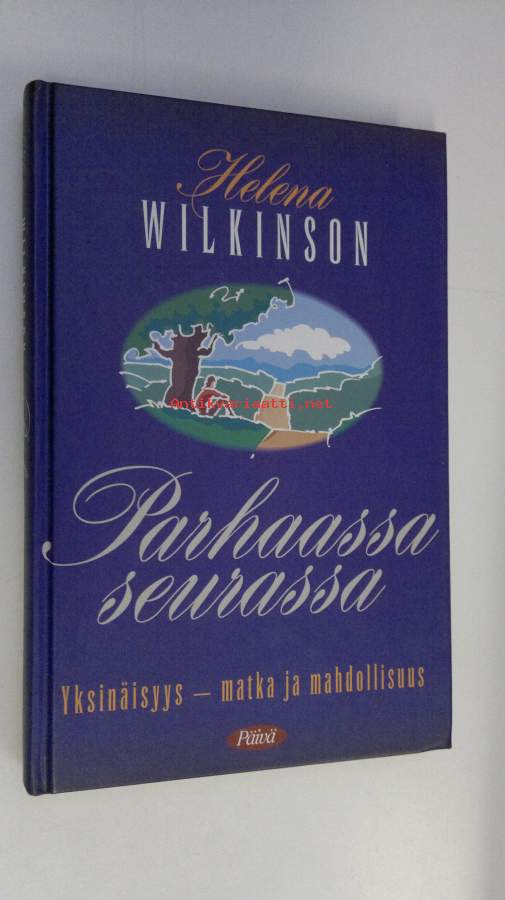 Helena
WILKINSON
Antikvariaatti.net
Parhaassa
seurassa
Yksinäisyys – matka ja mahdollisuus
Päivä